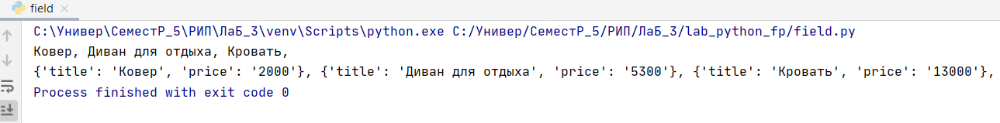 field
C:\Универ\СеместР_5\РИП\ЛаБ_3\venv\Scripts\python.exe C:/Универ/СеместР_5/РИП/ЛаБ_3/lab_python_fp/field.py
Ковер, Диван для отдыха, Кровать,
{'title': 'Ковер', 'price': '2000'}, {'title': 'Диван для отдыха', 'price': '5300'}, {'title': 'Кровать', 'price': '13000'},
Process finished with exit code 0